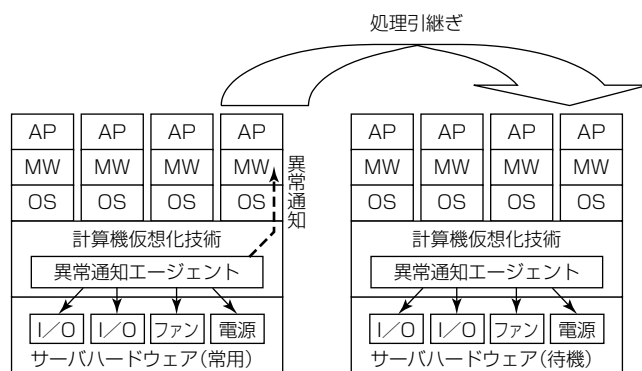 処理引継ぎ
AP AP AP AP
MW MW MW MW
OS OS OS OS
異常通知
計算機仮想化技術
異常通知エージェント
I/O I/O ファン 電源
サーバハードウェア(常用)
AP AP AP AP
MW MW MW MW
OS OS OS OS
計算機仮想化技術
異常通知エージェント
I/O I/O ファン 電源
サーバハードウェア(待機)